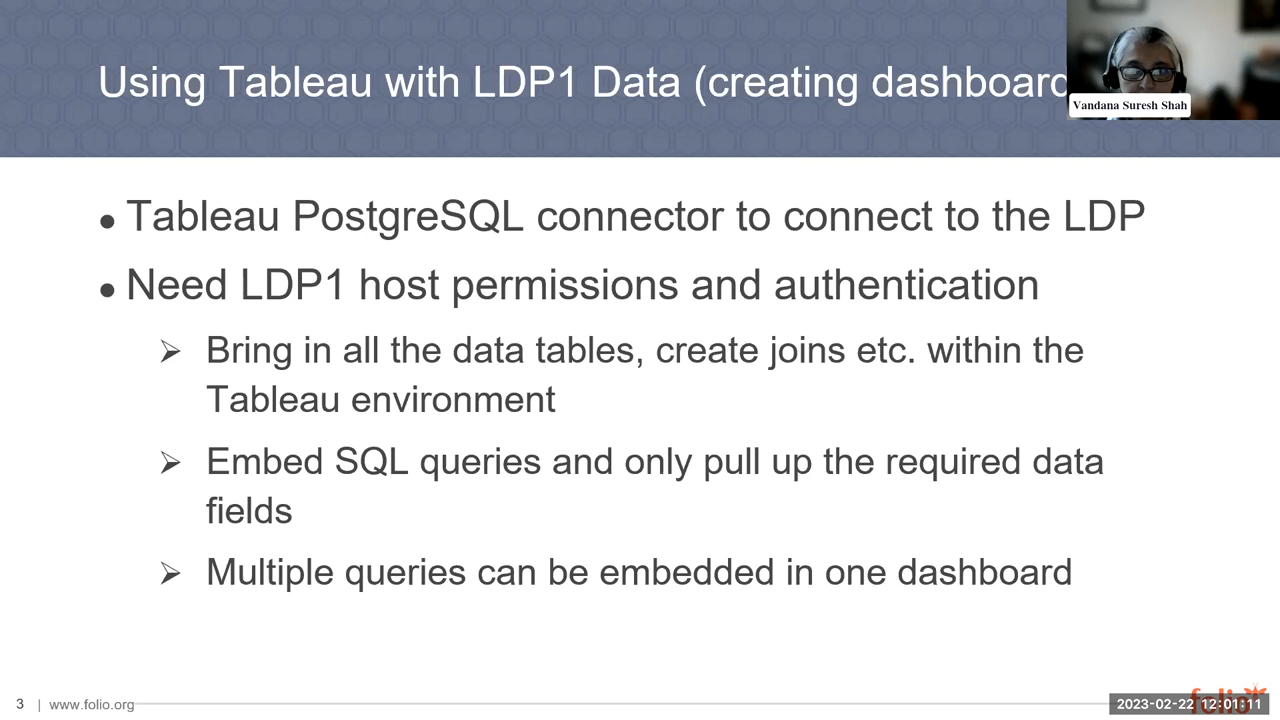 Using Tableau with LDP1 Data (creating dashboard
Vandana Suresh Shah
● Tableau PostgreSQL connector to connect to the LDP
● Need LDP1 host permissions and authentication
➢ Bring in all the data tables, create joins etc. within the
Tableau environment
➢ Embed SQL queries and only pull up the required data
fields
➢ Multiple queries can be embedded in one dashboard
3 | www.folio.org
folio
2023-02-22 12:01:11